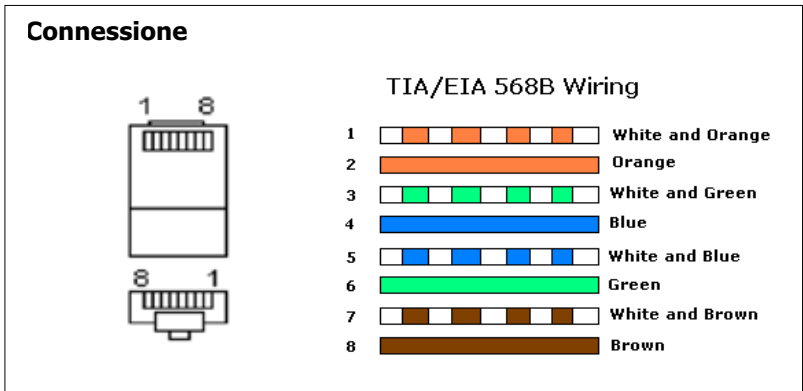 Connessione
TIA/EIA 568B Wiring
1 8
8 1
1 White and Orange
2 Orange
3 White and Green
4 Blue
5 White and Blue
6 Green
7 White and Brown
8 Brown